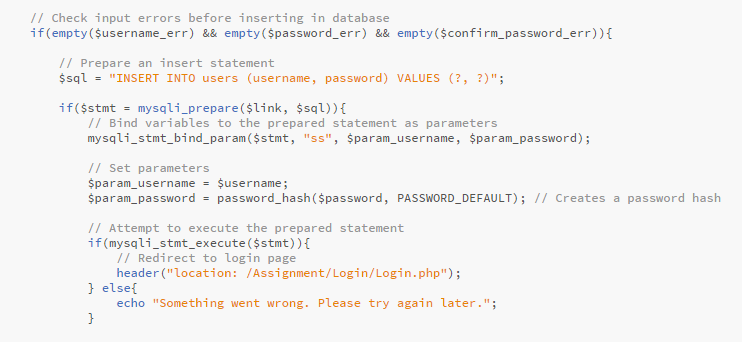 // Check input errors before inserting in database
if(empty($username_err) && empty($password_err) && empty($confirm_password_err)){
// Prepare an insert statement
$sql = "INSERT INTO users (username, password) VALUES (?, ?)";
if($stmt = mysqli_prepare($link, $sql)){
// Bind variables to the prepared statement as parameters
mysqli_stmt_bind_param($stmt, "ss", $param_username, $param_password);
// Set parameters
$param_username = $username;
$param_password = password_hash($password, PASSWORD_DEFAULT); // Creates a password hash
// Attempt to execute the prepared statement
if(mysqli_stmt_execute($stmt)){
// Redirect to login page
header("location: /Assignment/Login/Login.php");
} else{
echo "Something went wrong. Please try again later.";
}